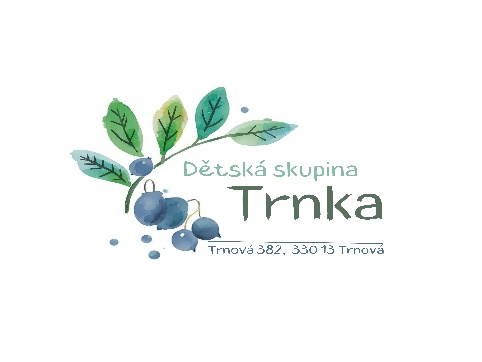 Dětská skupina
Trnka
Trnová 382, 330 13 Trnová